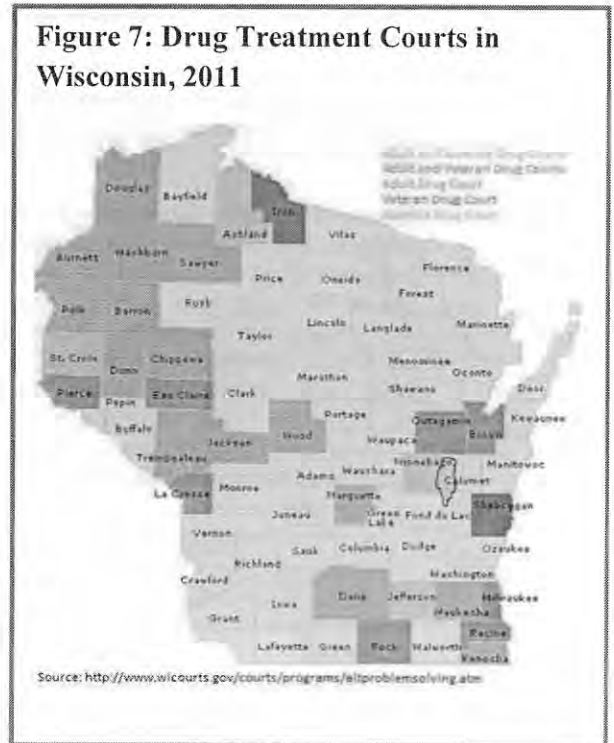 Figure 7: Drug Treatment Courts in
Wisconsin, 2011
Adult and Veteran Drug Courts
Adult Drug Court
Veteran Drug Court
Drug Court
Douglas
Bayfield
Iron
Ashland
Vilas
Burnett
Washburn
Sawyer
Florence
Price
Oneida
Forest
Polk
Barron
Rusk
Lincoln
Langlade
Marinette
Taylor
St. Croix
Dunn
Chippewa
Menominee
Oconto
Door
Pierce
Pepin
Eau Claire
Clark
Marathon
Shawano
Buffalo
Jackson
Wood
Portage
Waupaca
Outagamie
Brown
Kewaunee
Trempealeau
Adams
Waushara
Winnebago
Calumet
Manitowoc
La Crosse
Monroe
Marquette
Juneau
Green
Lake
Fond du Lac
Sheboygan
Vernon
Sauk
Columbia
Dodge
Ozaukee
Richland
Washington
Crawford
Iowa
Dane
Jefferson
Waukesha
Milwaukee
Grant
Racine
Lafayette
Green
Rock
Walworth
Kenosha
Source: http://www.wicourts.gov/courts/programs/